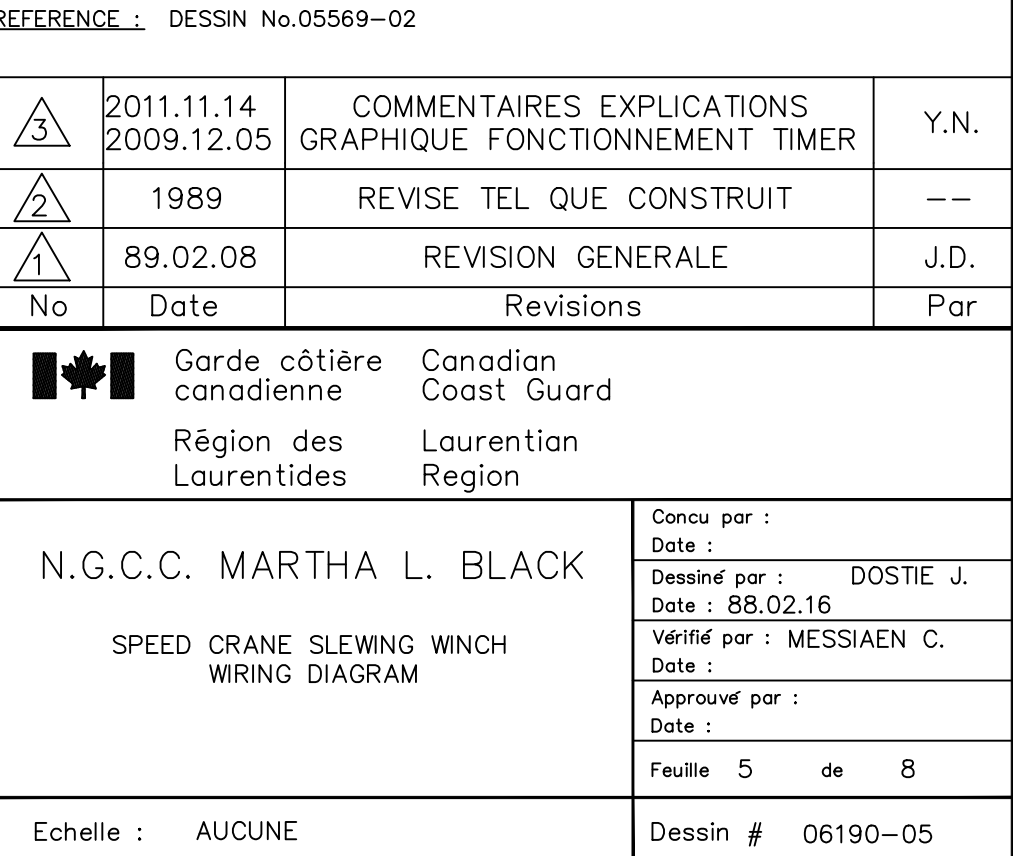 REFERENCE : DESSIN No.05569-02
3 2011.11.14 2009.12.05 COMMENTAIRES EXPLICATIONS GRAPHIQUE FONCTIONNEMENT TIMER Y.N.
2 1989 REVISE TEL QUE CONSTRUIT --
1 89.02.08 REVISION GENERALE J.D.
No Date Revisions Par
Garde côtière Canadian
canadienne Coast Guard
Région des Laurentian
Laurentides Region
N.G.C.C. MARTHA L. BLACK
SPEED CRANE SLEWING WINCH
WIRING DIAGRAM
Concu par :
Date :
Dessiné par : DOSTIE J.
Date : 88.02.16
Vérifié par : MESSIAEN C.
Date :
Approuvé par :
Date :
Feuille 5 de 8
Echelle : AUCUNE
Dessin # 06190-05